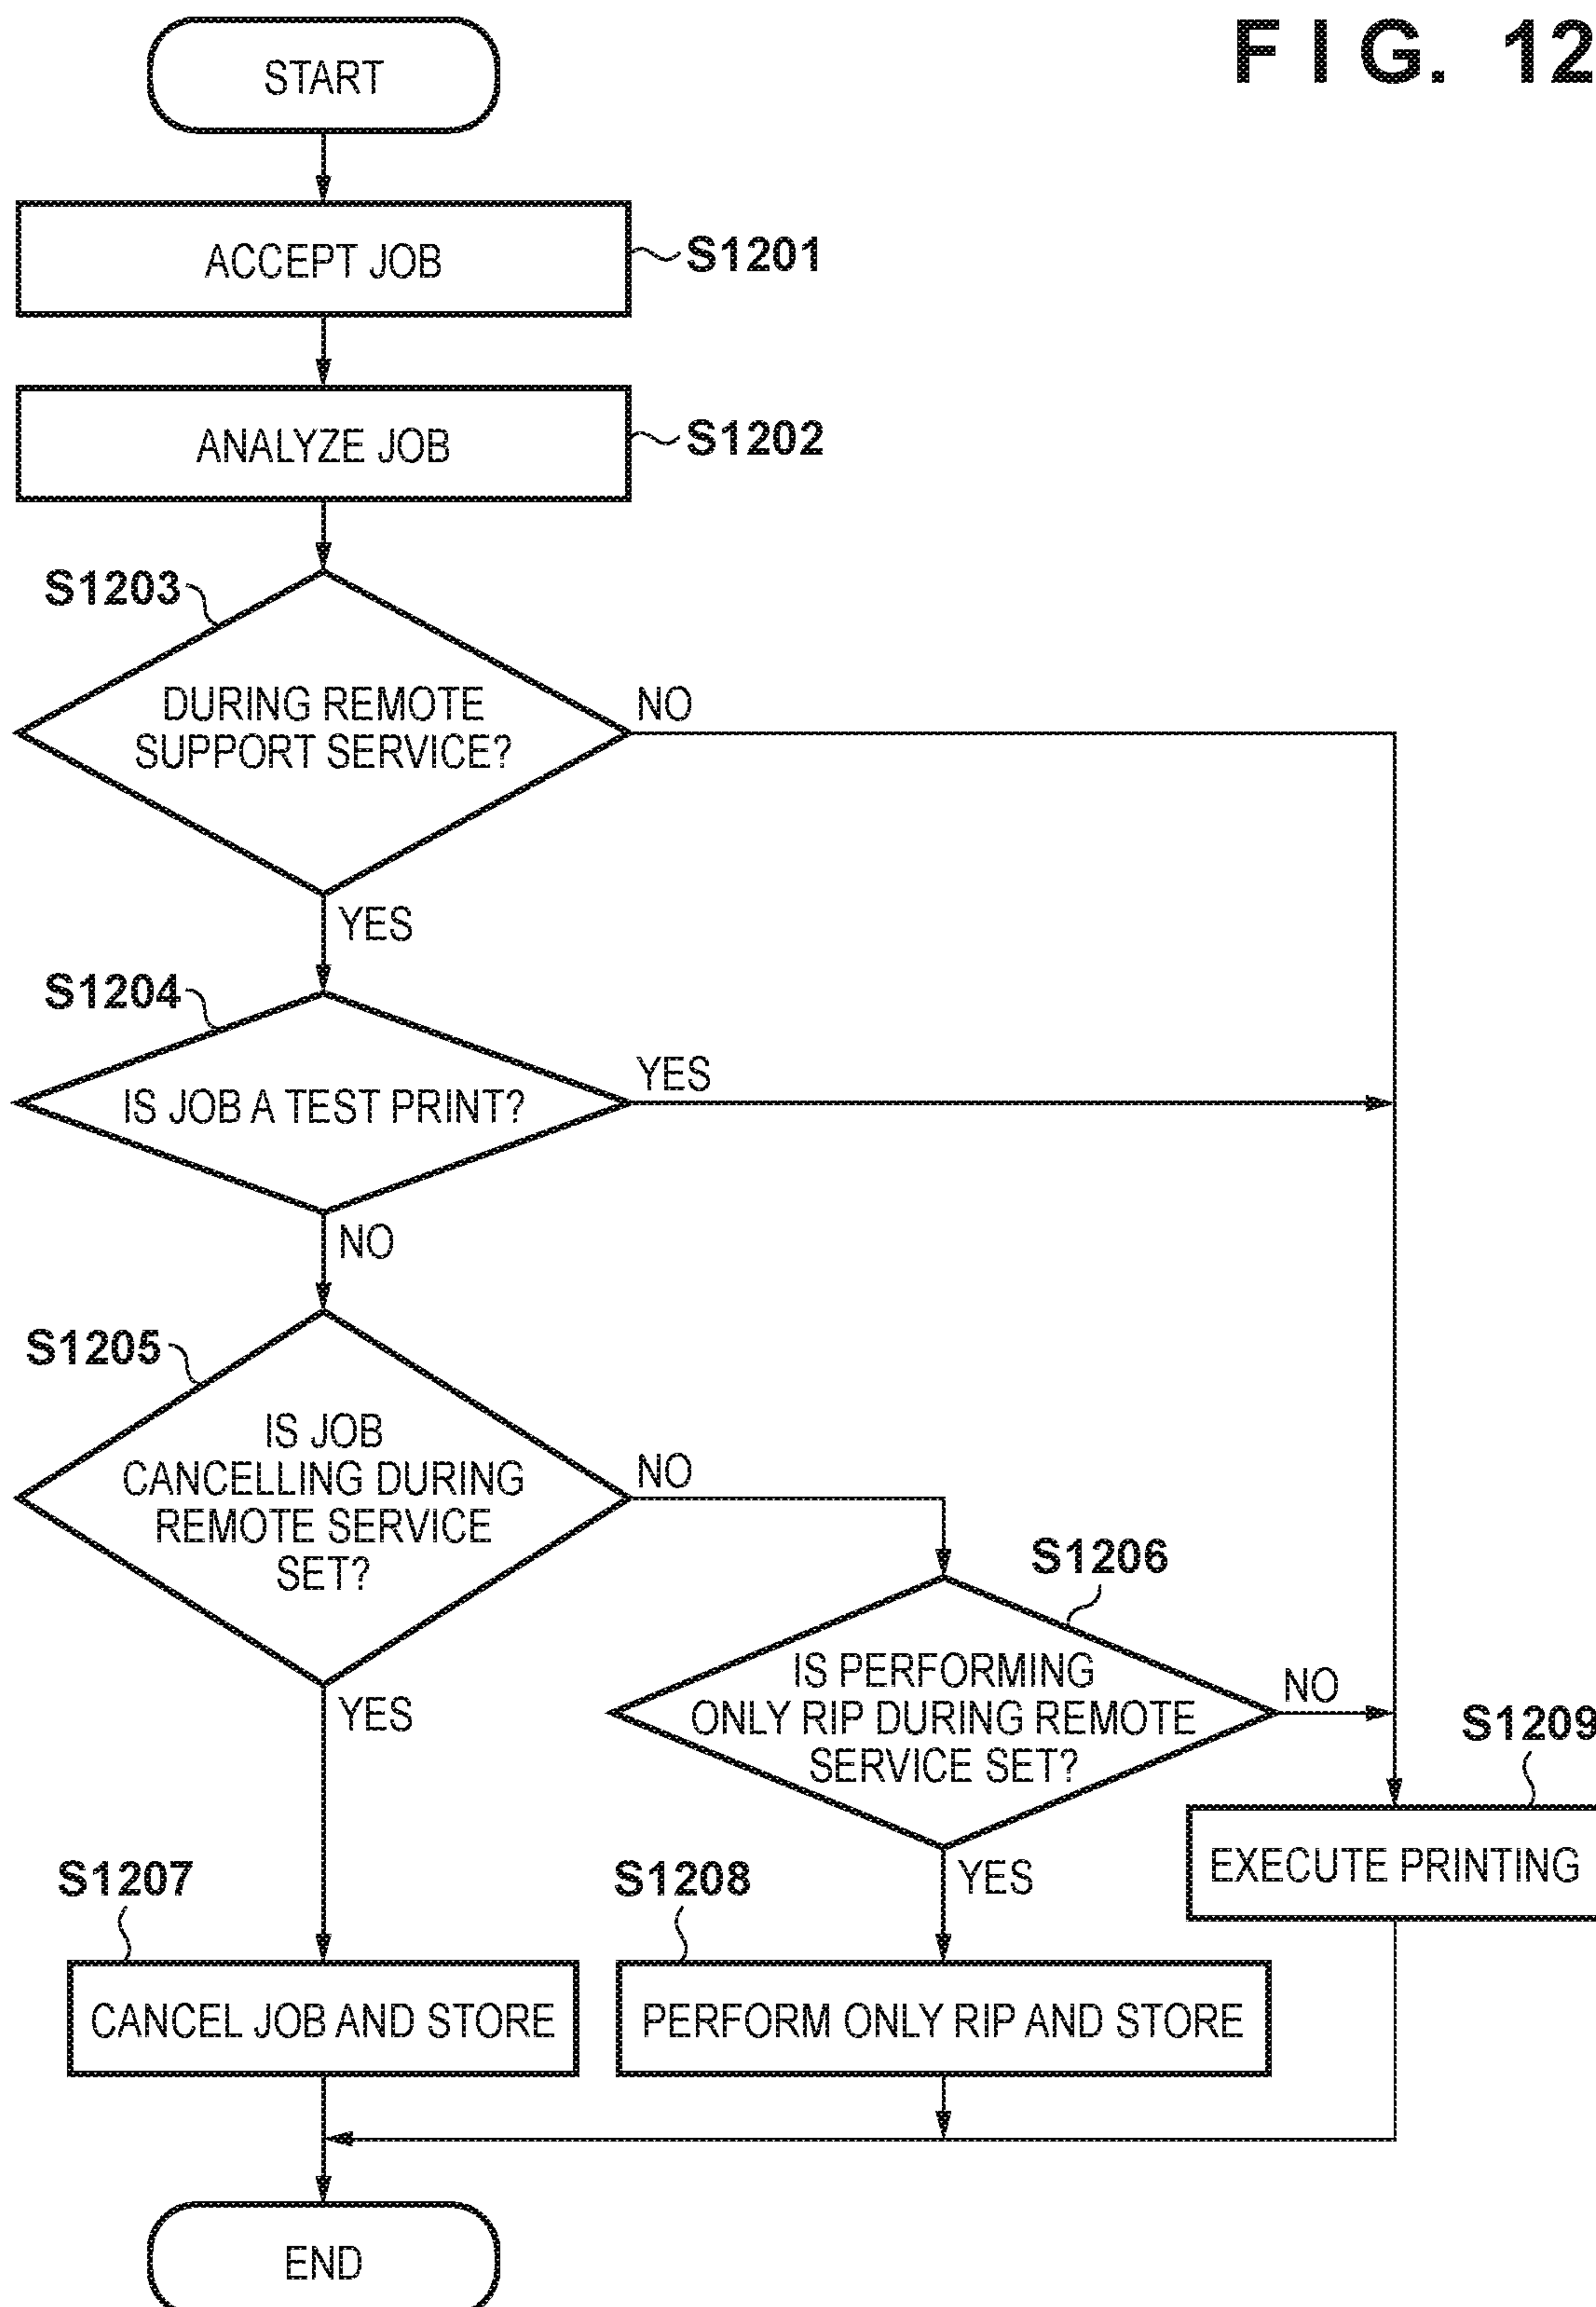 FIG. 12
START
ACCEPT JOB
S1201
ANALYZE JOB
S1202
S1203
DURING REMOTE
SUPPORT SERVICE?
NO
YES
S1204
IS JOB A TEST PRINT?
YES
NO
S1205
IS JOB
CANCELLING DURING
REMOTE SERVICE
SET?
NO
YES
S1206
IS PERFORMING
ONLY RIP DURING REMOTE
SERVICE SET?
NO
YES
S1209
EXECUTE PRINTING
S1207
CANCEL JOB AND STORE
S1208
PERFORM ONLY RIP AND STORE
END